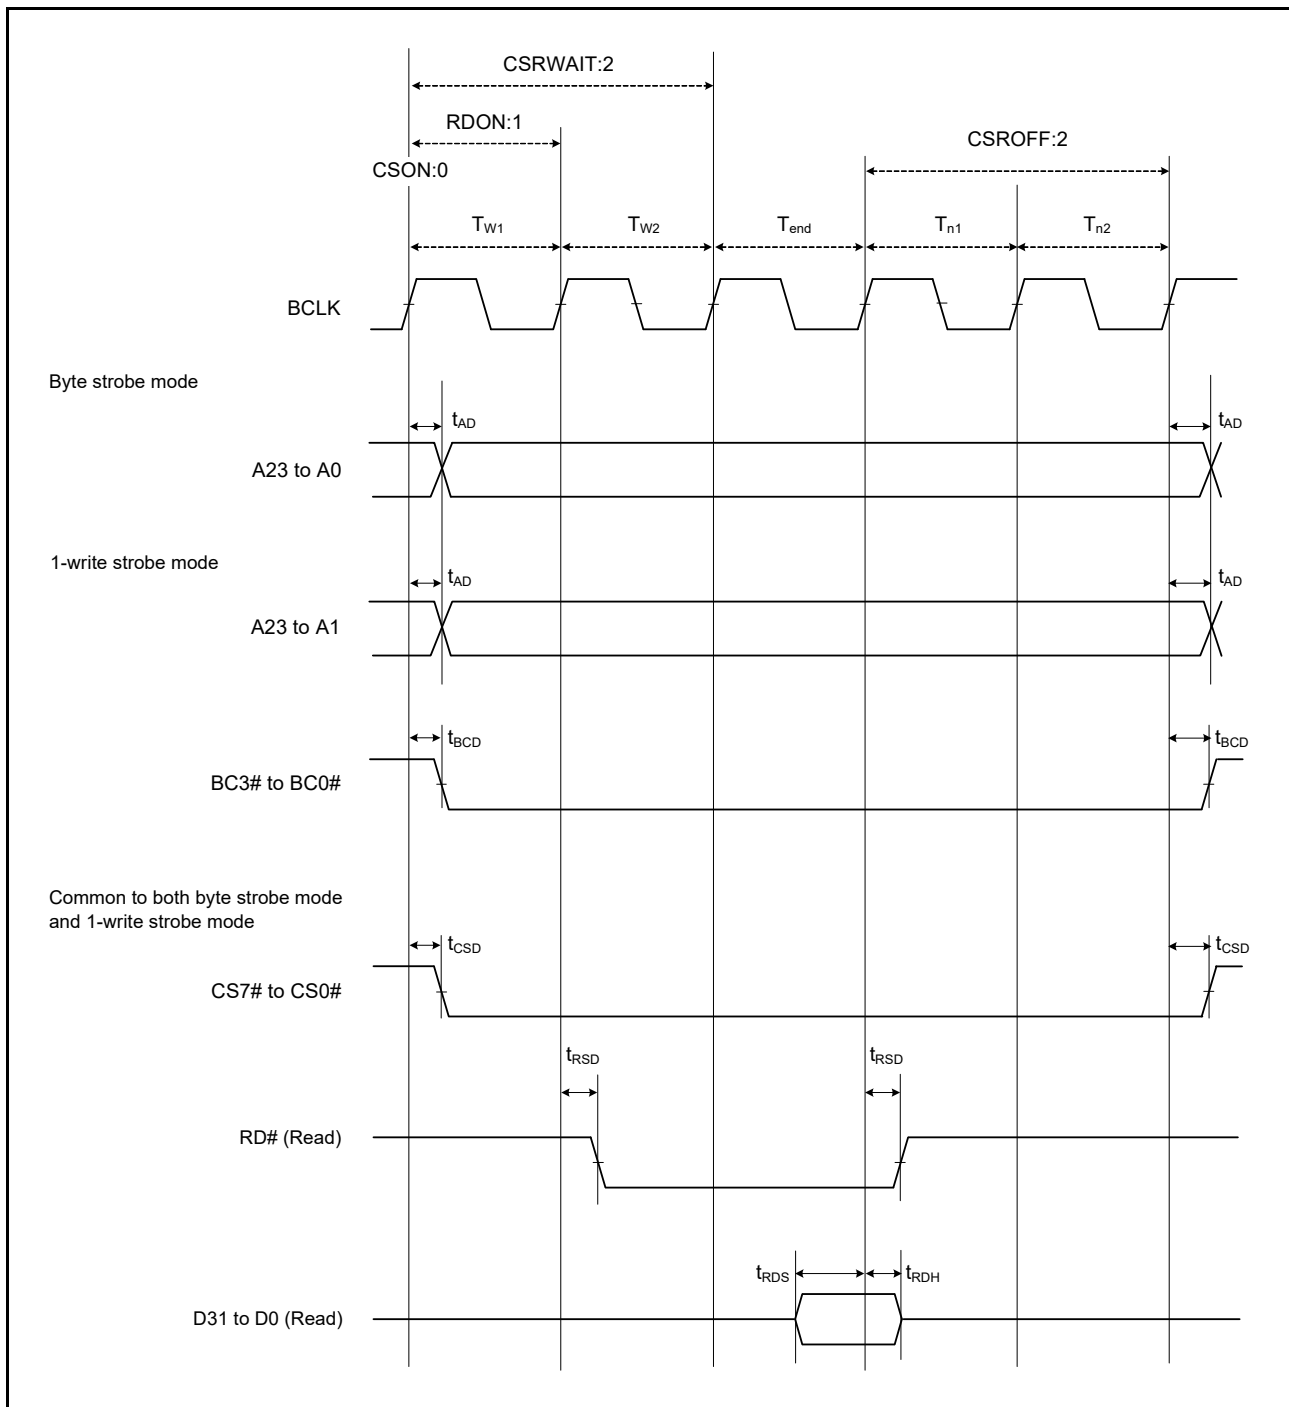 CSRWAIT:2
RDON:1
CSROFF:2
CSON:0
TW1
TW2
Tend
Tn1
Tn2
BCLK
Byte strobe mode
tAD
tAD
A23 to A0
1-write strobe mode
tAD
tAD
A23 to A1
tBCD
tBCD
BC3# to BC0#
Common to both byte strobe mode
and 1-write strobe mode
tCSD
tCSD
CS7# to CS0#
tRSD
tRSD
RD# (Read)
tRDS
tRDH
D31 to D0 (Read)